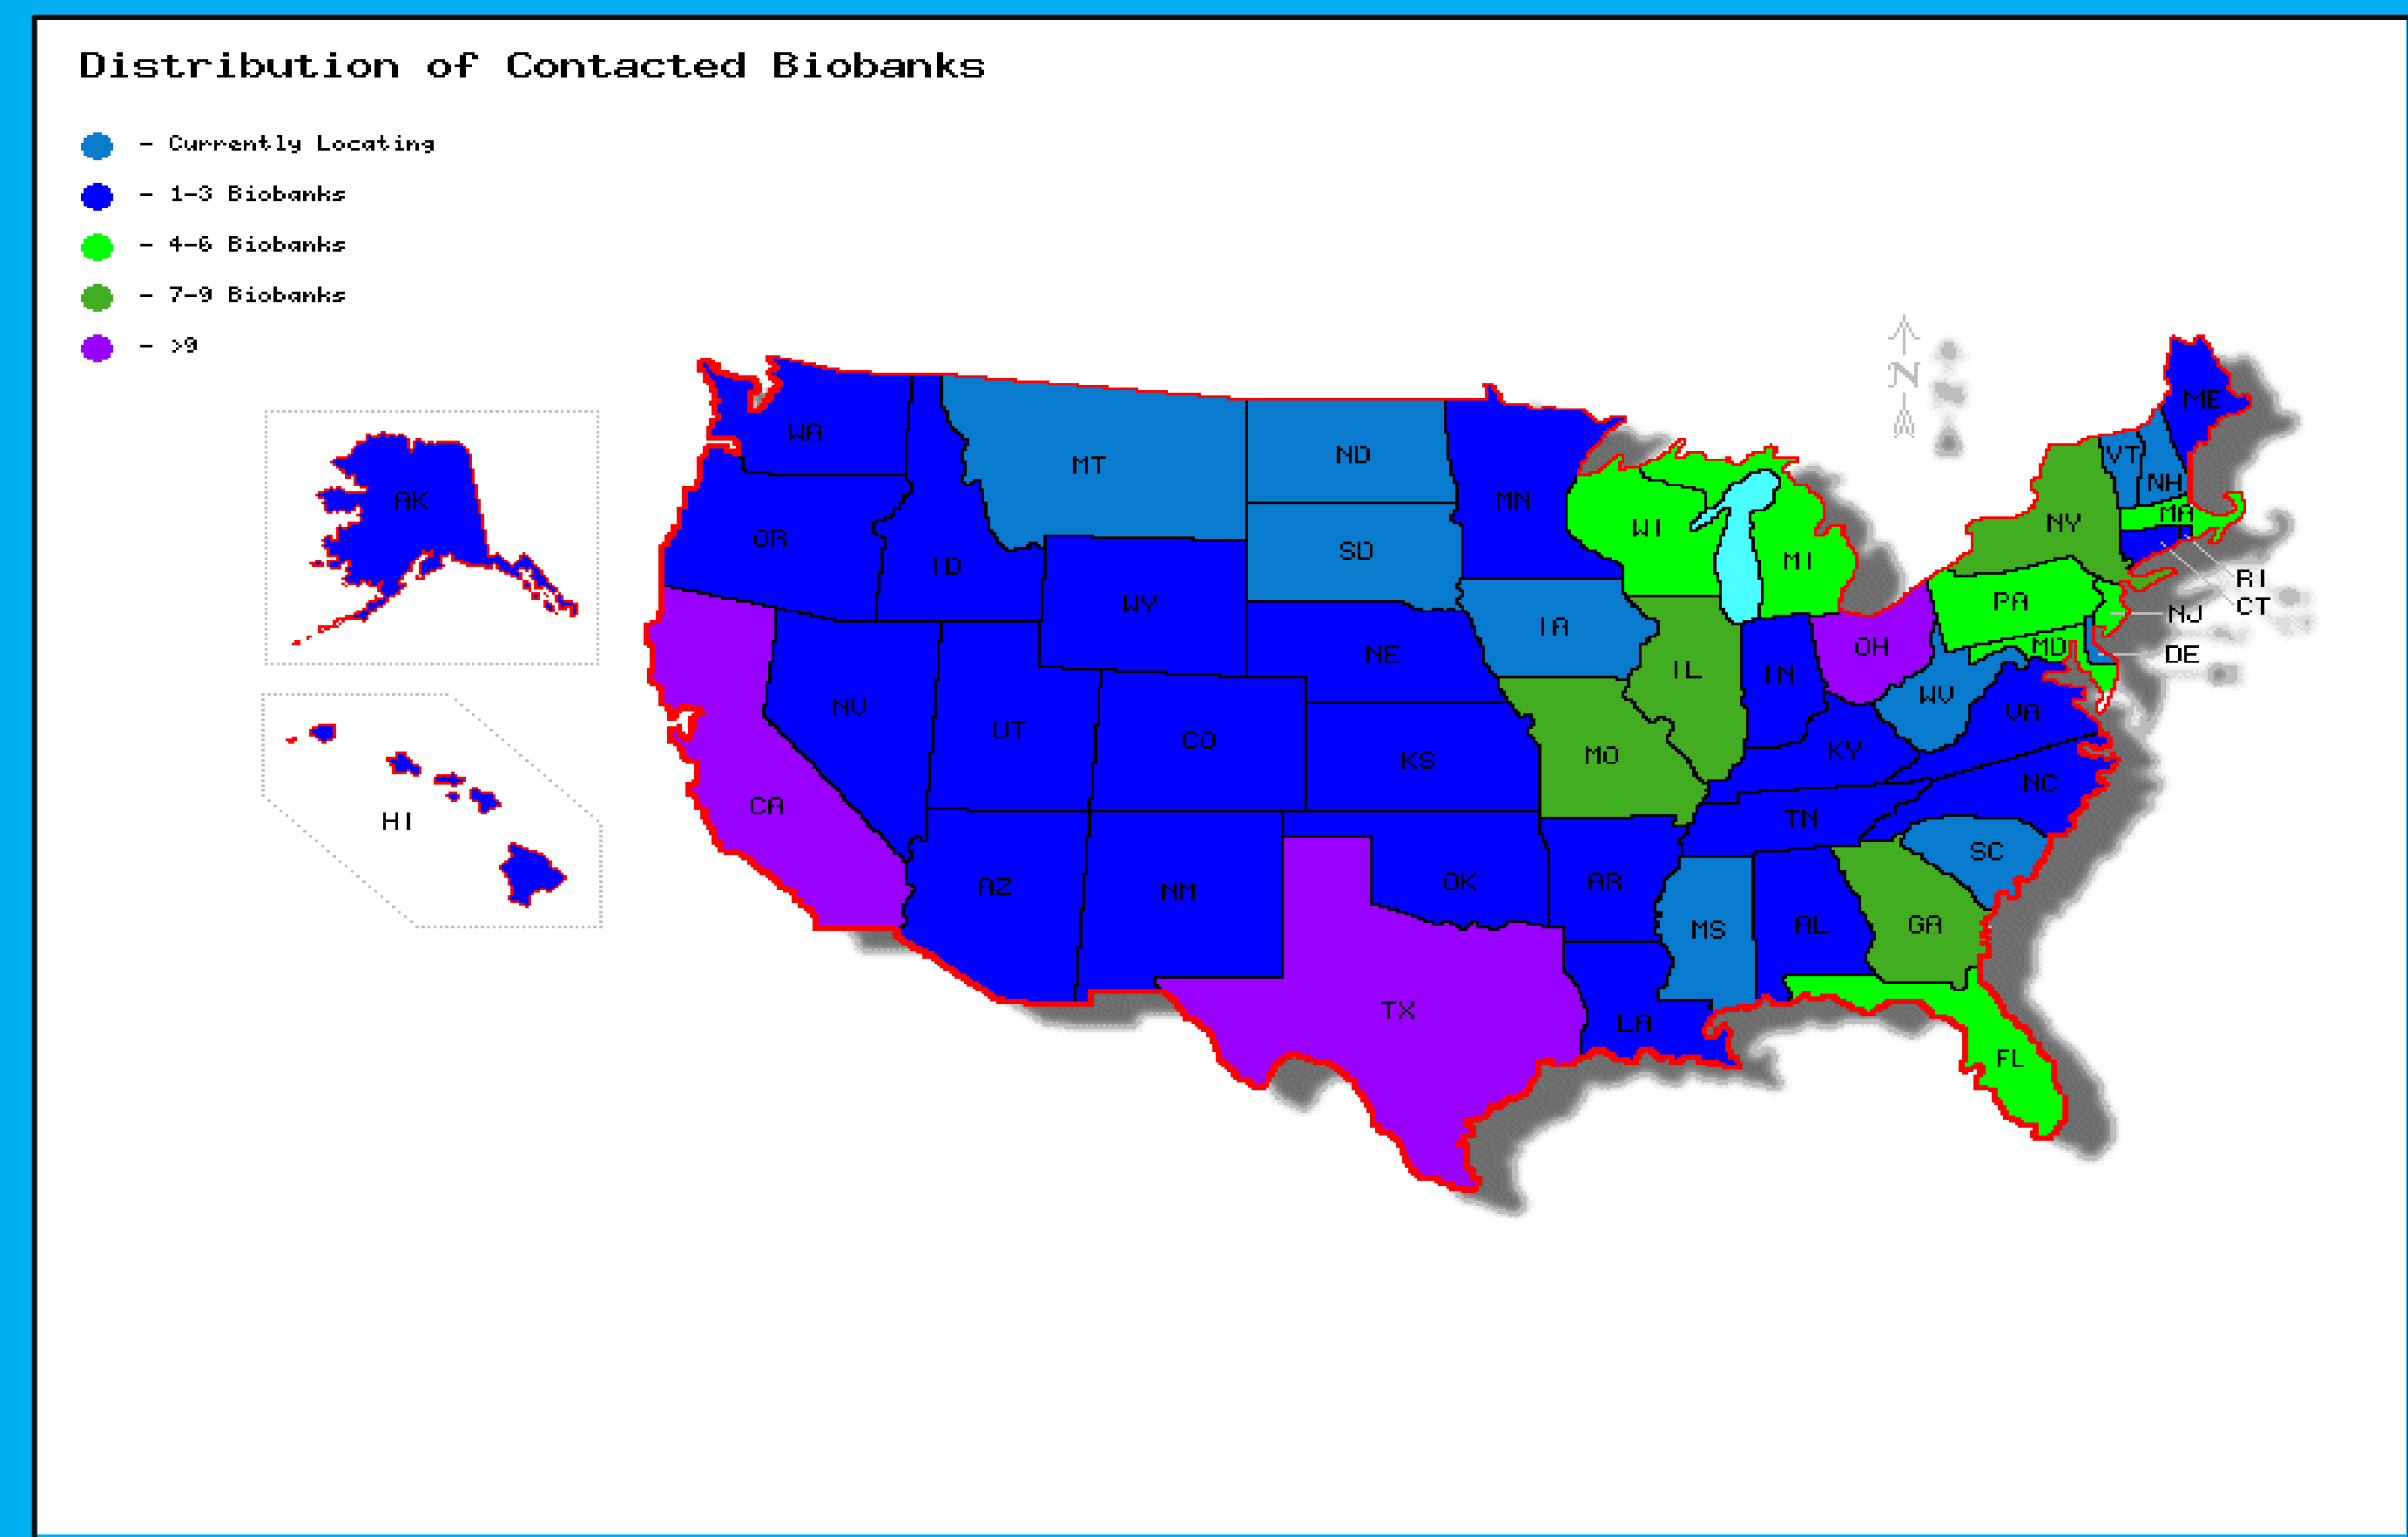 Distribution of Contacted Biobanks
- Currently Locating
- 1-3 Biobanks
- 4-6 Biobanks
- 7-9 Biobanks
- >9
N
ME
WA
MT
ND
VT
NH
AK
MN
MA
WI
NY
OR
SD
MI
ID
RI
WY
PA
CT
NJ
IA
NE
OH
MD
DE
IL
IN
WV
NV
VA
UT
CO
KY
KS
MO
NC
CA
TN
HI
SC
AZ
NM
OK
AR
MS
AL
GA
TX
LA
FL